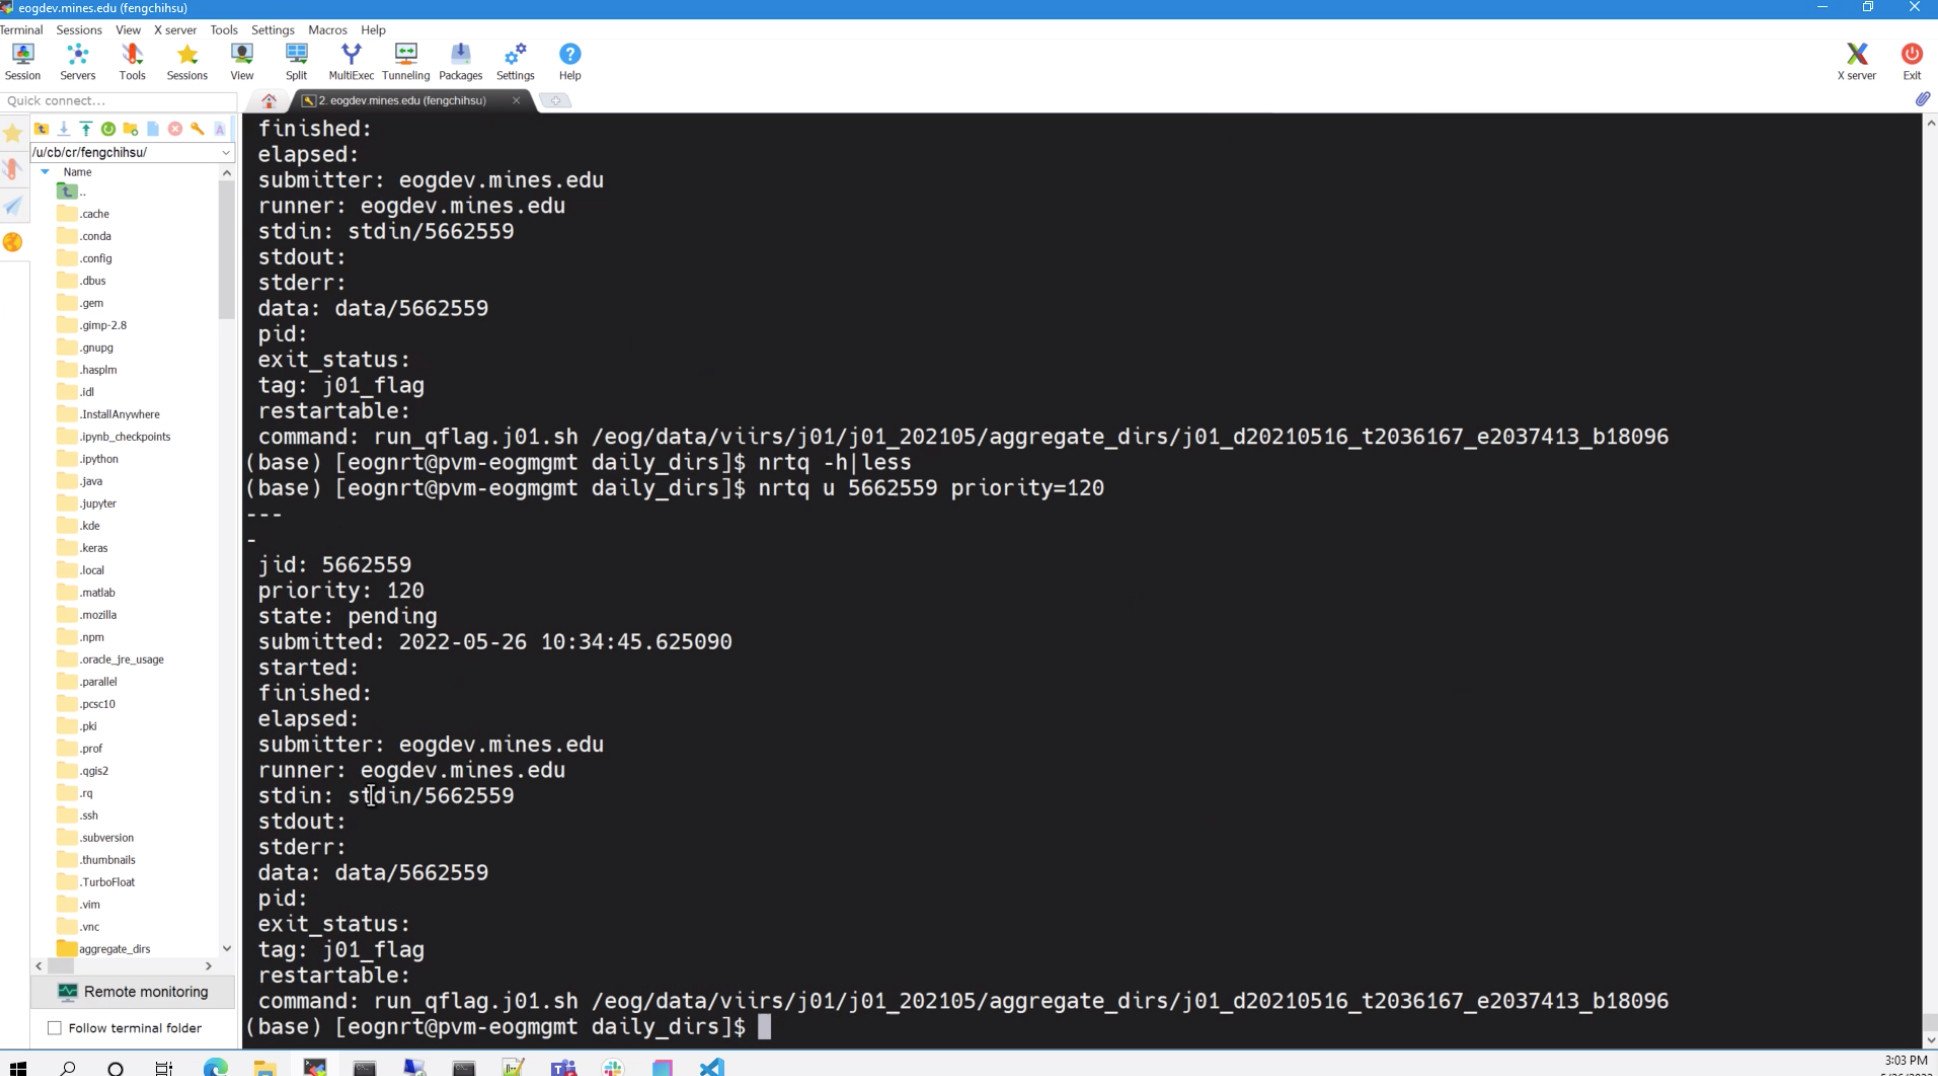 eogdev.mines.edu (fengchihsu)
Terminal Sessions View X server Tools Settings Macros Help
Session Servers Tools Sessions View Split MultiExec Tunneling Packages Settings Help X server Exit
Quick connect...
2. eogdev.mines.edu (fengchihsu)
/u/cb/cr/fengchihsu/
Name
..
.cache
.conda
.config
.dbus
.gem
.gimp-2.8
.gnupg
.hasplm
.idl
.InstallAnywhere
.ipynb_checkpoints
.ipython
.java
.jupyter
.kde
.keras
.local
.matlab
.mozilla
.npm
.oracle_jre_usage
.parallel
.pcsc10
.pki
.prof
.qgis2
.rq
.ssh
.subversion
.thumbnails
.TurboFloat
.vim
.vnc
aggregate_dirs
Remote monitoring
Follow terminal folder
finished:
elapsed:
submitter: eogdev.mines.edu
runner: eogdev.mines.edu
stdin: stdin/5662559
stdout:
stderr:
data: data/5662559
pid:
exit_status:
tag: j01_flag
restartable:
command: run_qflag.j01.sh /eog/data/viirs/j01/j01_202105/aggregate_dirs/j01_d20210516_t2036167_e2037413_b18096
(base) [eognrt@pvm-eogmgmt daily_dirs]$ nrtq -h|less
(base) [eognrt@pvm-eogmgmt daily_dirs]$ nrtq u 5662559 priority=120
---
-
jid: 5662559
priority: 120
state: pending
submitted: 2022-05-26 10:34:45.625090
started:
finished:
elapsed:
submitter: eogdev.mines.edu
runner: eogdev.mines.edu
stdin: stdin/5662559
stdout:
stderr:
data: data/5662559
pid:
exit_status:
tag: j01_flag
restartable:
command: run_qflag.j01.sh /eog/data/viirs/j01/j01_202105/aggregate_dirs/j01_d20210516_t2036167_e2037413_b18096
(base) [eognrt@pvm-eogmgmt daily_dirs]$
3:03 PM